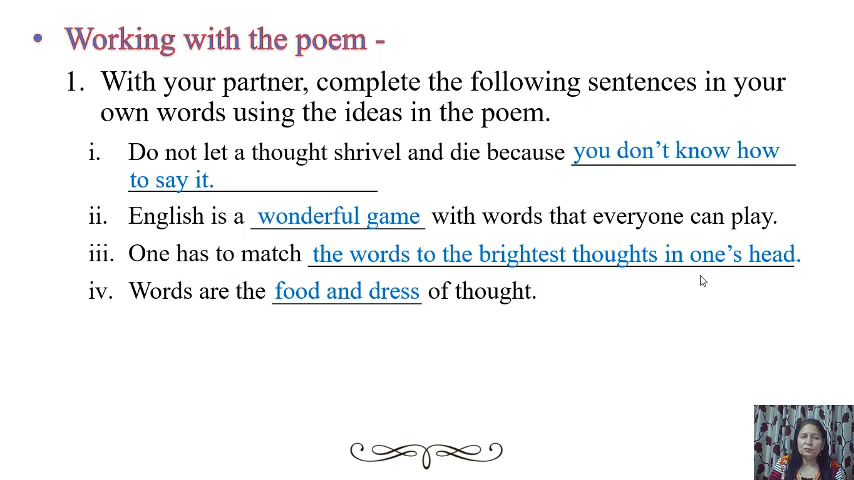 • Working with the poem -
1. With your partner, complete the following sentences in your
own words using the ideas in the poem.
i. Do not let a thought shrivel and die because you don’t know how
to say it.
ii. English is a wonderful game with words that everyone can play.
iii. One has to match the words to the brightest thoughts in one’s head.
iv. Words are the food and dress of thought.